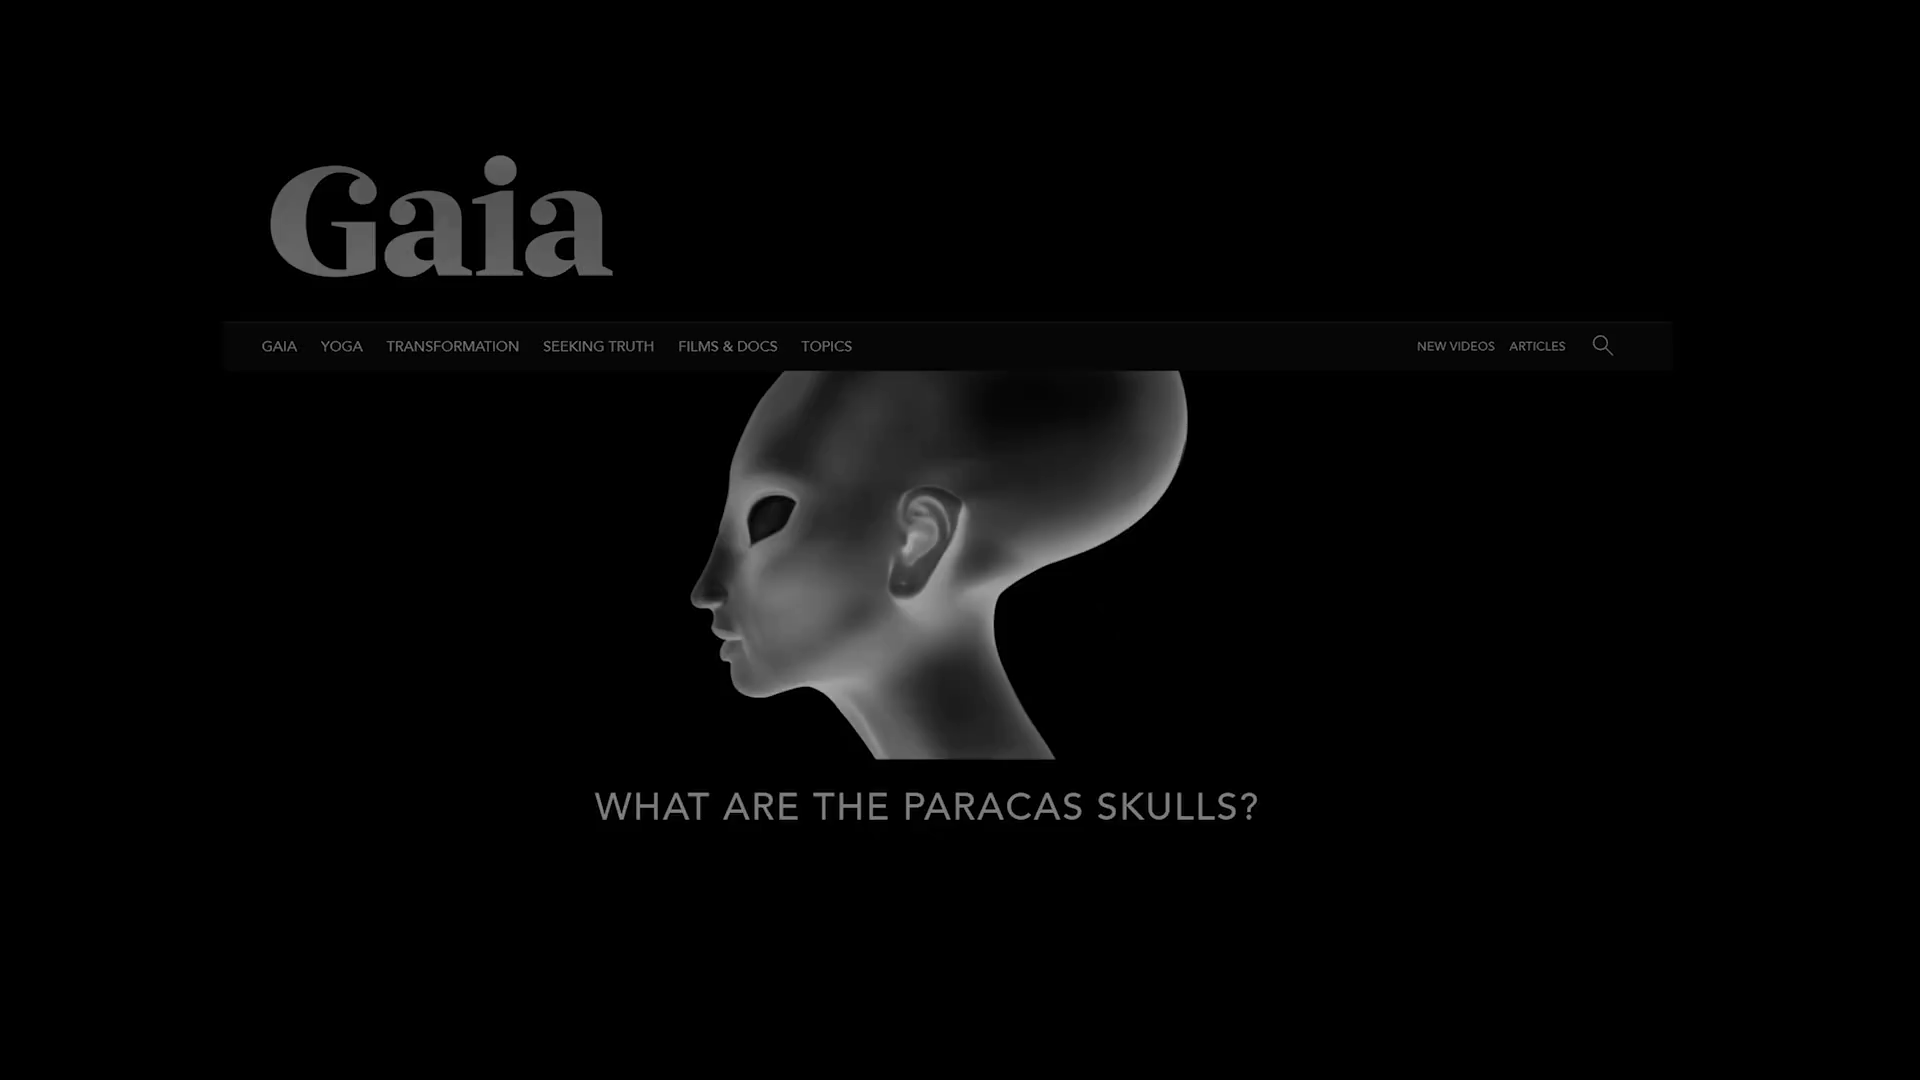 Gaia
GAIA YOGA TRANSFORMATION SEEKING TRUTH FILMS & DOCS TOPICS NEW VIDEOS ARTICLES
WHAT ARE THE PARACAS SKULLS?